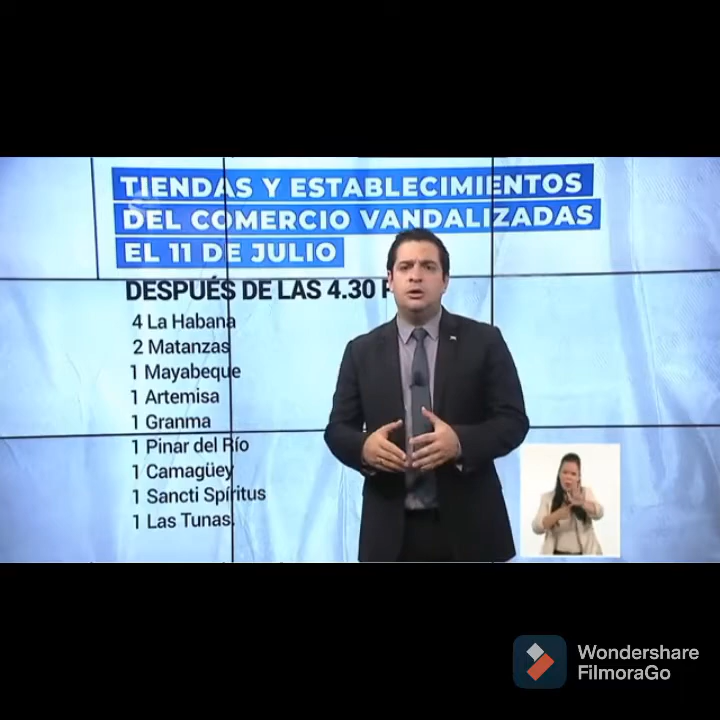 TIENDAS Y ESTABLECIMIENTOS
DEL COMERCIO VANDALIZADAS
EL 11 DE JULIO
DESPUÉS DE LAS 4.30
4 La Habana
2 Matanzas
1 Mayabeque
1 Artemisa
1 Granma
1 Pinar del Río
1 Camagüey
1 Sancti Spíritus
1 Las Tunas.
Wondershare
FilmoraGo